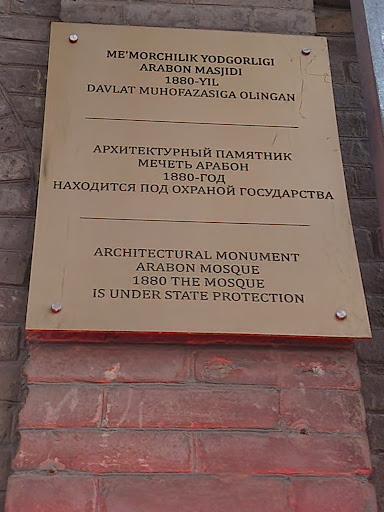 ME'MORCHILIK YODGORLIGI
ARABON MASJIDI
1880-YIL
DAVLAT MUHOFAZASIGA OLINGAN
АРХИТЕКТУРНЫЙ ПАМЯТНИК
МЕЧЕТЬ АРАБОН
1880-ГОД
НАХОДИТСЯ ПОД ОХРАНОЙ ГОСУДАРСТВА
ARCHITECTURAL MONUMENT
ARABON MOSQUE
1880 THE MOSQUE
IS UNDER STATE PROTECTION